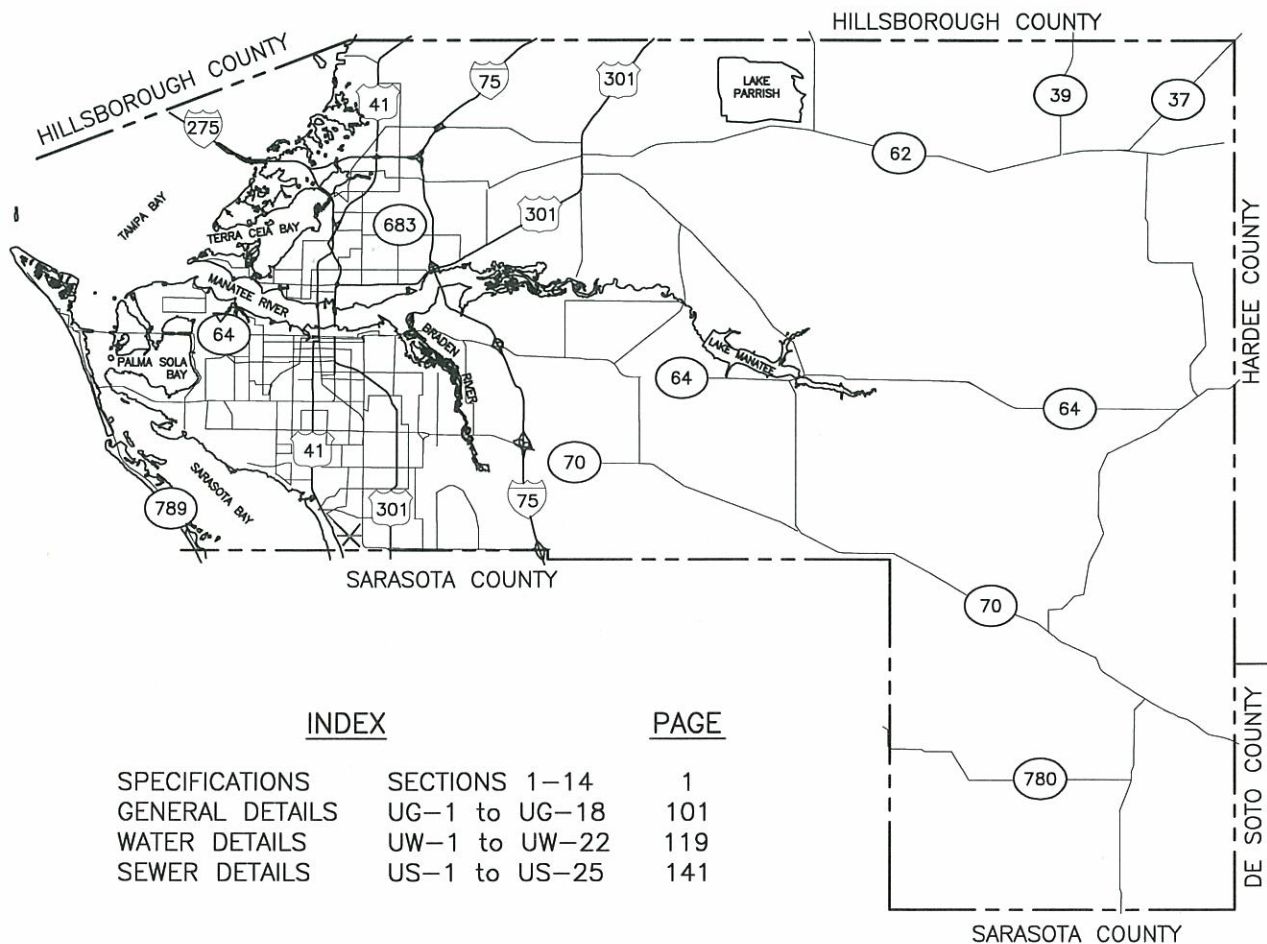 HILLSBOROUGH COUNTY
HILLSBOROUGH COUNTY
LAKE
PARRISH
75
301
41
39
37
275
62
TAMPA BAY
301
683
TERRA CEIA BAY
HARDEE COUNTY
MANATEE RIVER
64
BRADEN
RIVER
PALMA SOLA
BAY
LAKE MANATEE
64
64
41
70
SARASOTA BAY
789
301
75
SARASOTA COUNTY
70
INDEX PAGE
SPECIFICATIONS SECTIONS 1-14 1
GENERAL DETAILS UG-1 to UG-18 101
WATER DETAILS UW-1 to UW-22 119
SEWER DETAILS US-1 to US-25 141
780
DE SOTO COUNTY
SARASOTA COUNTY